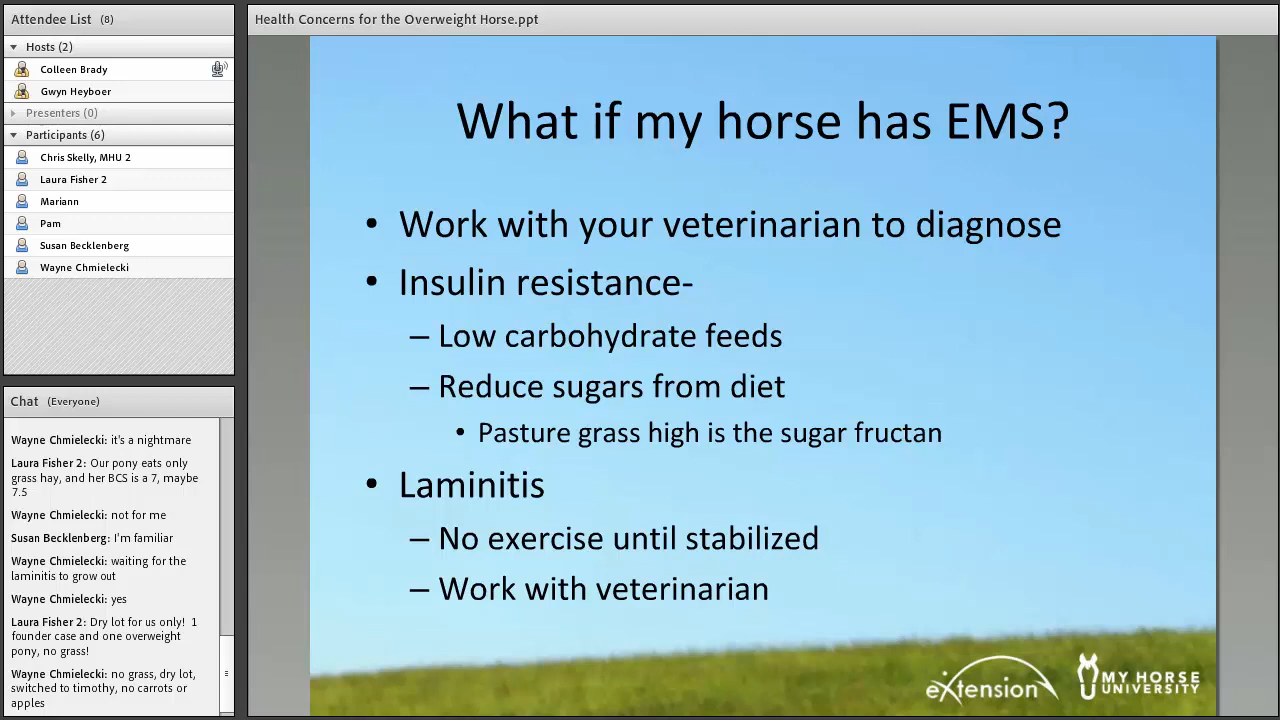 Attendee List (8)
Hosts (2)
Colleen Brady
Gwyn Heyboer
Presenters (0)
Participants (6)
Chris Skelly, MHU 2
Laura Fisher 2
Mariann
Pam
Susan Becklenberg
Wayne Chmielecki
Chat (Everyone)
Wayne Chmielecki: it's a nightmare
Laura Fisher 2: Our pony eats only
grass hay, and her BCS is a 7, maybe
7.5
Wayne Chmielecki: not for me
Susan Becklenberg: I'm familiar
Wayne Chmielecki: waiting for the
laminitis to grow out
Wayne Chmielecki: yes
Laura Fisher 2: Dry lot for us only! 1
founder case and one overweight
pony, no grass!
Wayne Chmielecki: no grass, dry lot,
switched to timothy, no carrots or
apples
Health Concerns for the Overweight Horse.ppt
What if my horse has EMS?
• Work with your veterinarian to diagnose
• Insulin resistance-
– Low carbohydrate feeds
– Reduce sugars from diet
• Pasture grass high is the sugar fructan
• Laminitis
– No exercise until stabilized
– Work with veterinarian
eXtension
MY HORSE
UNIVERSITY